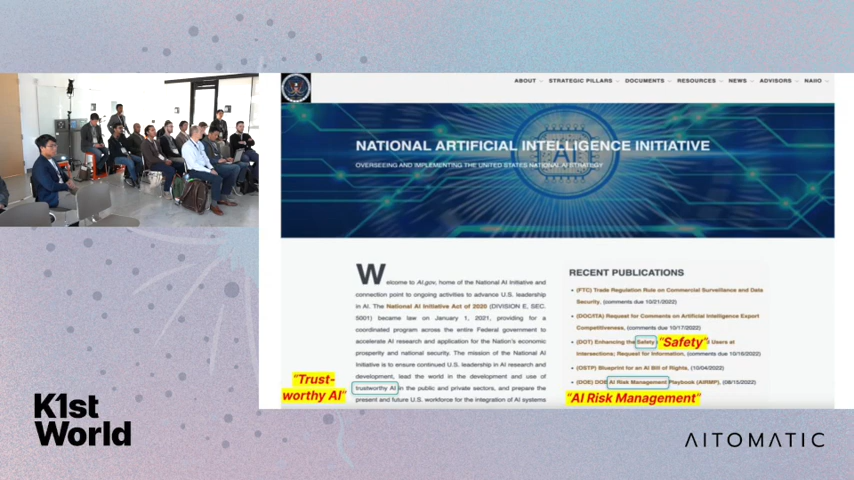 ABOUT
STRATEGIC PILLARS
DOCUMENTS
RESOURCES
NEWS
ADVISORS
NAIIO
NATIONAL ARTIFICIAL INTELLIGENCE INITIATIVE
OVERSEEING AND IMPLEMENTING THE UNITED STATES NATIONAL AI STRATEGY
AI
Welcome to AI.gov, home of the National AI Initiative and
connection point to ongoing activities to advance U.S. leadership
in AI. The National AI Initiative Act of 2020 (DIVISION E, SEC.
5001) became law on January 1, 2021, providing for a
coordinated program across the entire Federal government to
accelerate AI research and application for the Nation's economic
prosperity and national security. The mission of the National AI
Initiative is to ensure continued U.S. leadership in AI research and
development, lead the world in the development and use of
trustworthy AI in the public and private sectors, and prepare the
present and future U.S. workforce for the integration of AI systems
"Trust-
worthy AI"
RECENT PUBLICATIONS
• (FTC) Trade Regulation Rule on Commercial Surveillance and Data
Security, (comments due 10/21/2022)
• (DOC/ITA) Request for Comments on Artificial Intelligence Export
Competitiveness, (comments due 10/17/2022)
• (DOT) Enhancing the Safety "Safety" Users at
Intersections; Request for Information, (comments due 10/16/2022)
• (OSTP) Blueprint for an AI Bill of Rights, (10/04/2022)
• (DOE) DOE AI Risk Management Playbook (AIRMP), (08/15/2022)
"AI Risk Management"
K1st
World
AITOMATIC